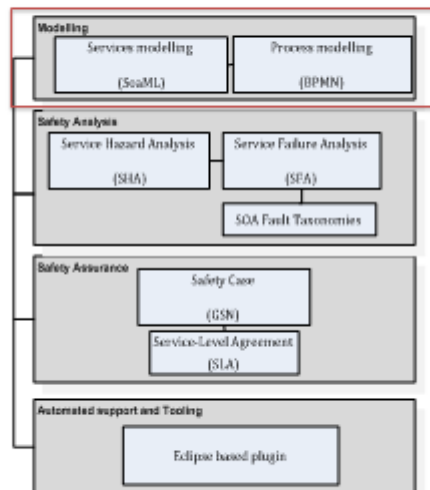 Modelling
Services modelling
(SoaML)
Process modelling
(BPMN)
Safety Analysis
Service Hazard Analysis
(SHA)
Service Failure Analysis
(SFA)
SOA Fault Taxonomies
Safety Assurance
Safety Case
(GSN)
Service-Level Agreement
(SLA)
Automated support and Tooling
Eclipse based plugin